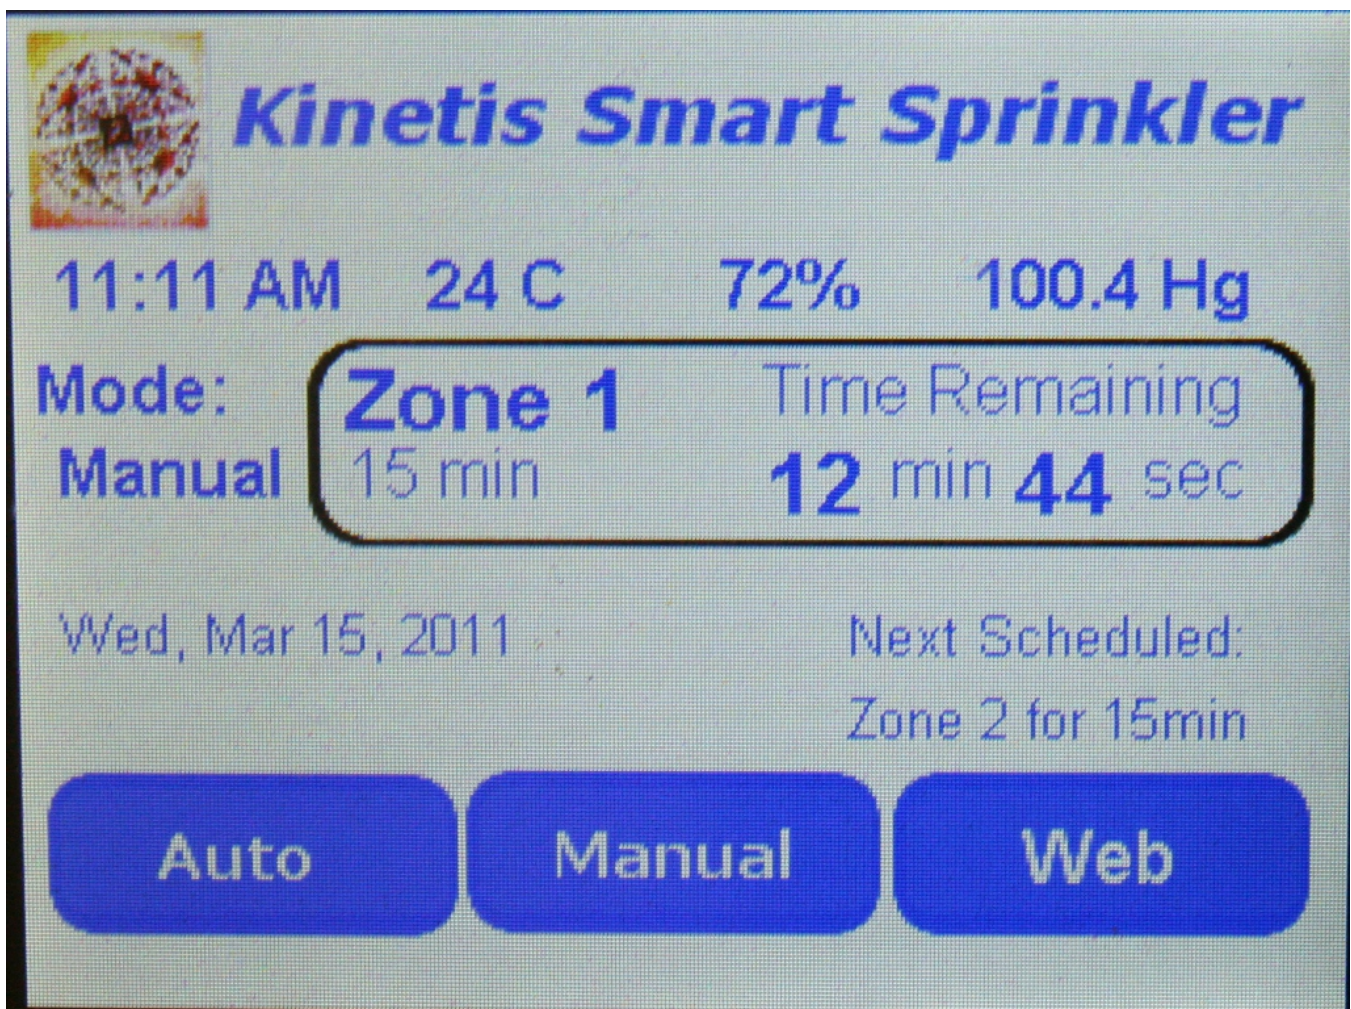 Kinetis Smart Sprinkler
11:11 AM 24 C 72% 100.4 Hg
Mode:
Manual
Zone 1
15 min
Time Remaining
12 min 44 sec
Wed, Mar 15, 2011
Next Scheduled:
Zone 2 for 15min
Auto Manual Web